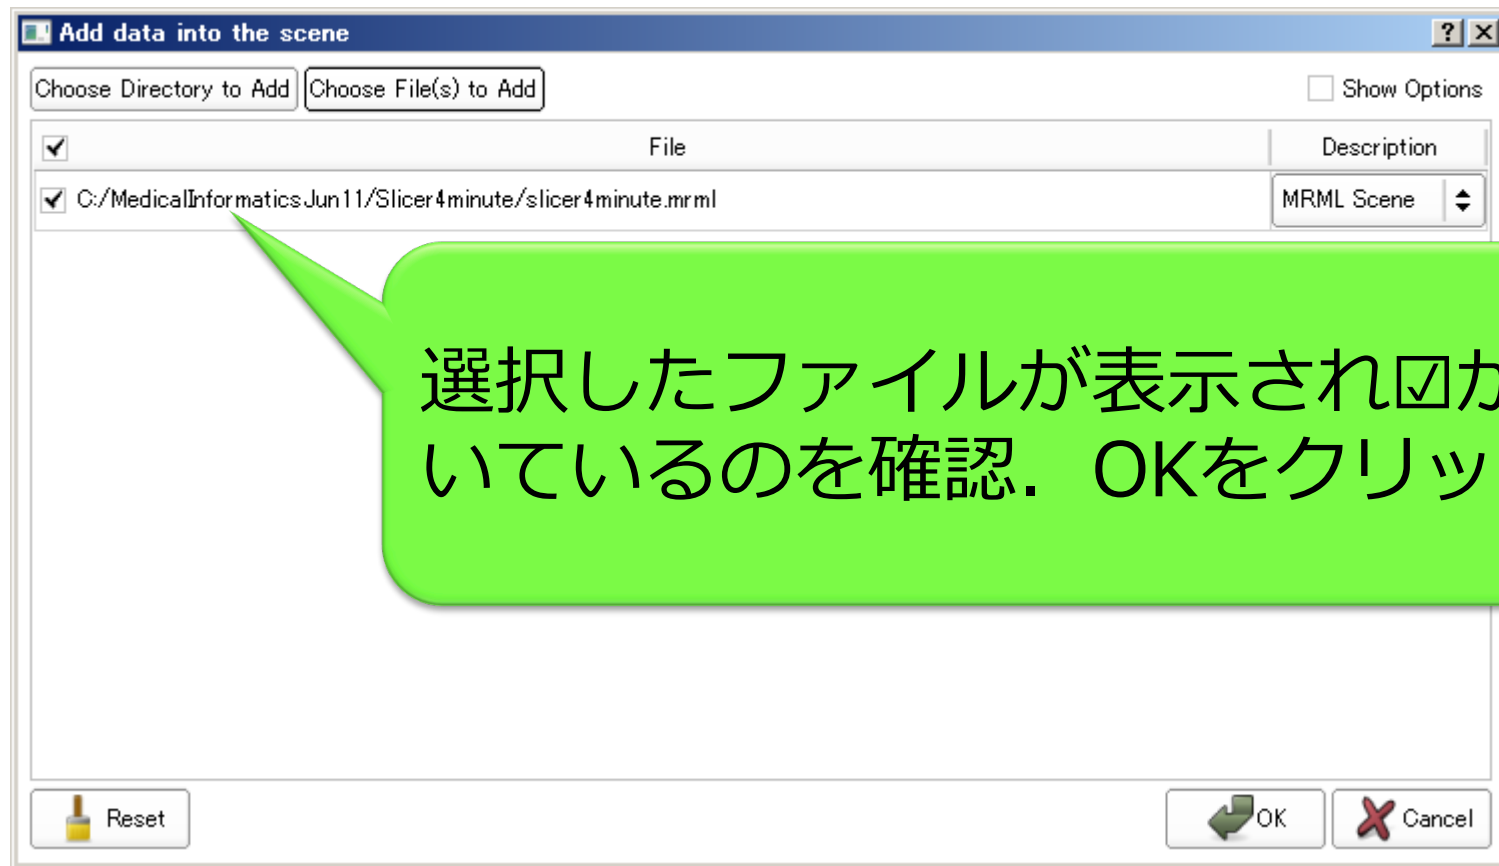 Add data into the scene
Choose Directory to Add Choose File(s) to Add Show Options
File Description
C:/MedicalInformaticsJun11/Slicer4minute/slicer4minute.mrml MRML Scene
選択したファイルが表示され☑が
いているのを確認．OKをクリッ
Reset OK Cancel